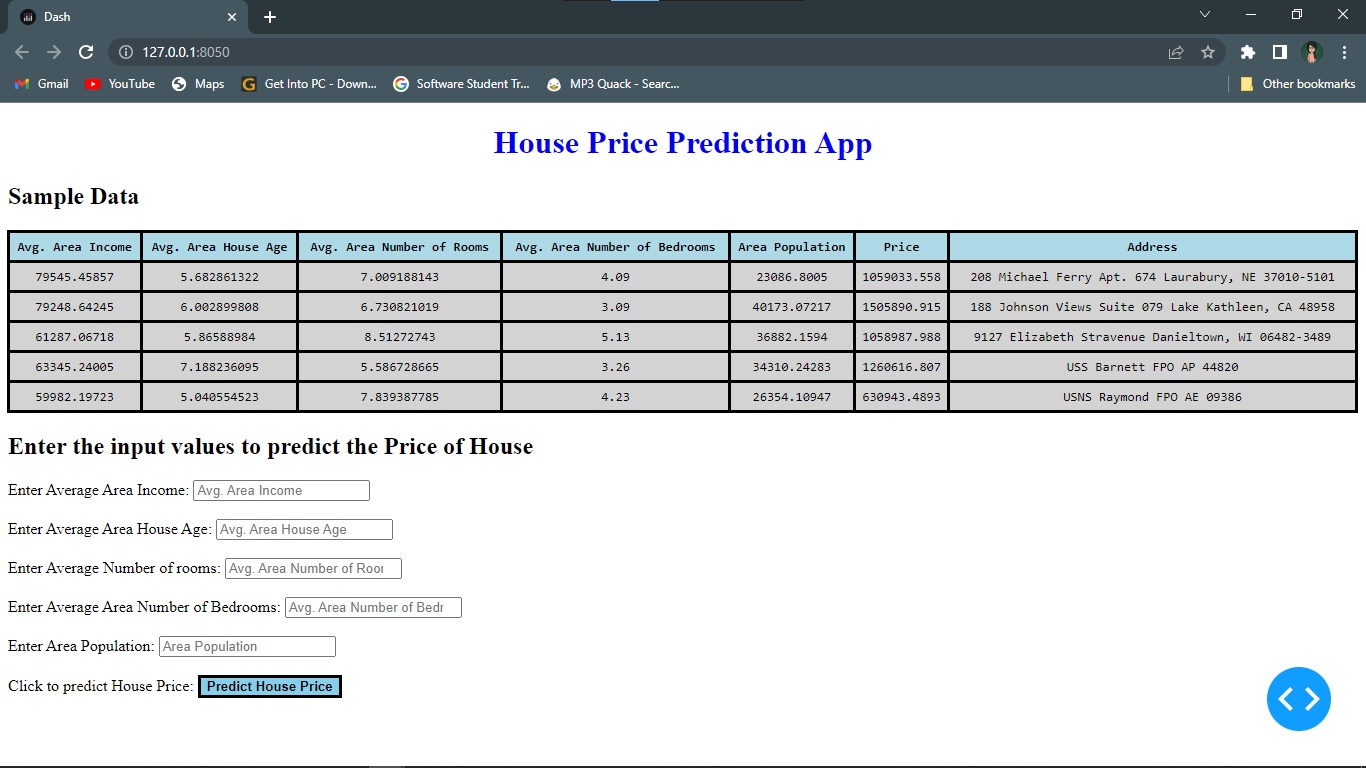 Dash
127.0.0.1:8050
Gmail YouTube Maps Get Into PC - Down... Software Student Tr... MP3 Quack - Searc... Other bookmarks
House Price Prediction App
Sample Data
Avg. Area Income Avg. Area House Age Avg. Area Number of Rooms Avg. Area Number of Bedrooms Area Population Price Address
79545.45857 5.682861322 7.009188143 4.09 23086.8005 1059033.558 208 Michael Ferry Apt. 674 Laurabury, NE 37010-5101
79248.64245 6.002899808 6.730821019 3.09 40173.07217 1505890.915 188 Johnson Views Suite 079 Lake Kathleen, CA 48958
61287.06718 5.86588984 8.51272743 5.13 36882.1594 1058987.988 9127 Elizabeth Stravenue Danieltown, WI 06482-3489
63345.24005 7.188236095 5.586728665 3.26 34310.24283 1260616.807 USS Barnett FPO AP 44820
59982.19723 5.040554523 7.839387785 4.23 26354.10947 630943.4893 USNS Raymond FPO AE 09386
Enter the input values to predict the Price of House
Enter Average Area Income: Avg. Area Income
Enter Average Area House Age: Avg. Area House Age
Enter Average Number of rooms: Avg. Area Number of Roor
Enter Average Area Number of Bedrooms: Avg. Area Number of Bedr
Enter Area Population: Area Population
Click to predict House Price: Predict House Price